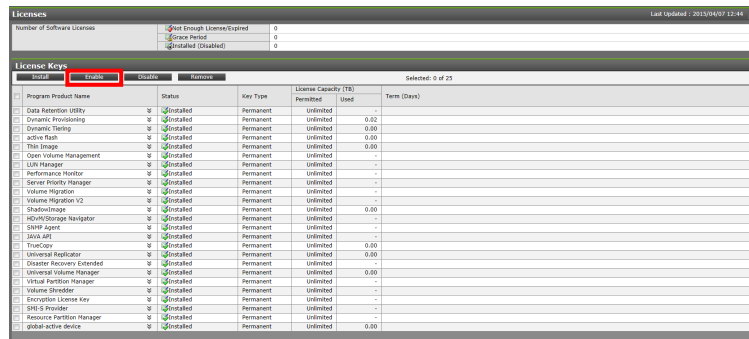 Licenses
Last Updated : 2015/04/07 12:44
Number of Software Licenses
Not Enough License/Expired 0
Grace Period 0
Installed (Disabled) 0
License Keys
Install Enable Disable Remove Selected: 0 of 25
Program Product Name Status Key Type License Capacity (TB) Term (Days)
Permitted Used
Data Retention Utility Installed Permanent Unlimited -
Dynamic Provisioning Installed Permanent Unlimited 0.02
Dynamic Tiering Installed Permanent Unlimited 0.00
active flash Installed Permanent Unlimited 0.00
Thin Image Installed Permanent Unlimited 0.00
Open Volume Management Installed Permanent Unlimited -
LUN Manager Installed Permanent Unlimited -
Performance Monitor Installed Permanent Unlimited -
Server Priority Manager Installed Permanent Unlimited -
Volume Migration Installed Permanent Unlimited -
Volume Migration V2 Installed Permanent Unlimited -
ShadowImage Installed Permanent Unlimited 0.00
HDvM/Storage Navigator Installed Permanent Unlimited -
SNMP Agent Installed Permanent Unlimited -
JAVA API Installed Permanent Unlimited -
TrueCopy Installed Permanent Unlimited 0.00
Universal Replicator Installed Permanent Unlimited 0.00
Disaster Recovery Extended Installed Permanent Unlimited -
Universal Volume Manager Installed Permanent Unlimited 0.00
Virtual Partition Manager Installed Permanent Unlimited -
Volume Shredder Installed Permanent Unlimited -
Encryption License Key Installed Permanent Unlimited -
SMI-S Provider Installed Permanent Unlimited -
Resource Partition Manager Installed Permanent Unlimited -
global-active device Installed Permanent Unlimited 0.00